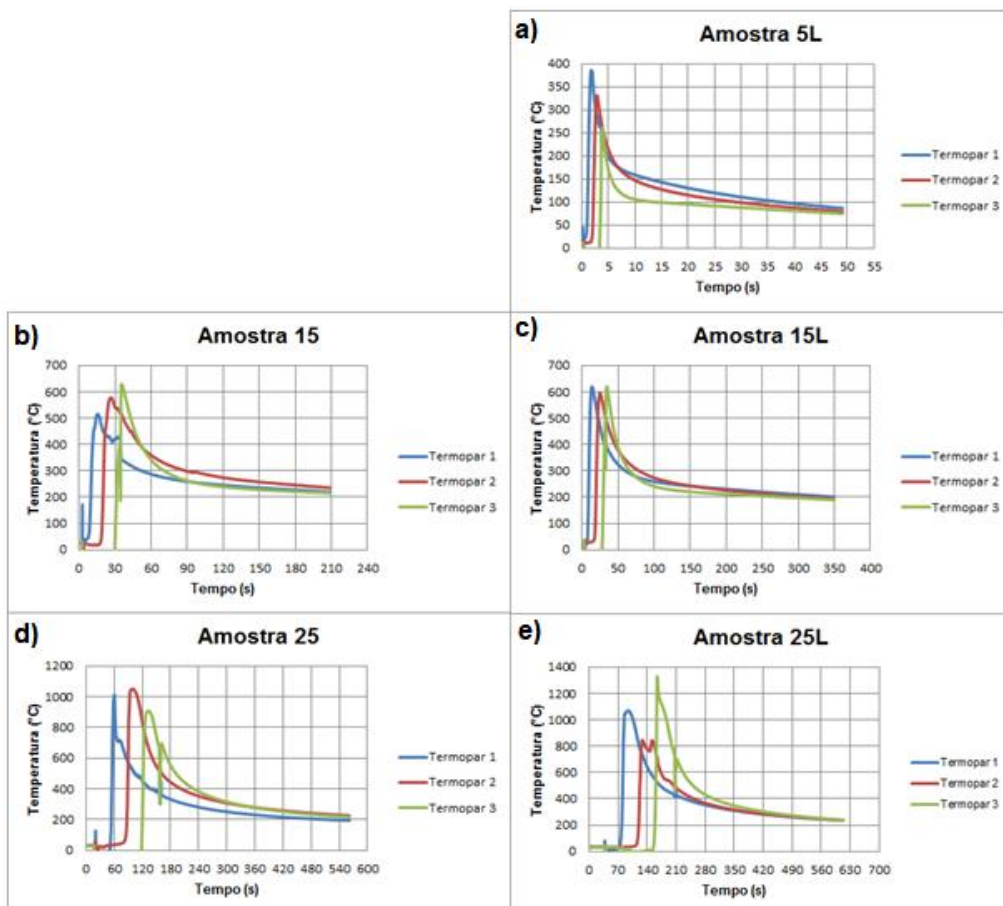 a)
Amostra 5L
Temperatura (°C)
400
350
300
250
200
150
100
50
0
0 5 10 15 20 25 30 35 40 45 50 55
Tempo (s)
Termopar 1
Termopar 2
Termopar 3
b)
Amostra 15
Temperatura (°C)
700
600
500
400
300
200
100
0
0 30 60 90 120 150 180 210 240
Tempo (s)
Termopar 1
Termopar 2
Termopar 3
c)
Amostra 15L
Temperatura (°C)
700
600
500
400
300
200
100
0
0 50 100 150 200 250 300 350 400
Tempo (s)
Termopar 1
Termopar 2
Termopar 3
d)
Amostra 25
Temperatura (°C)
1200
1000
800
600
400
200
0
0 60 120 180 240 300 360 420 480 540 600
Tempo (s)
Termopar 1
Termopar 2
Termopar 3
e)
Amostra 25L
Temperatura (°C)
1400
1200
1000
800
600
400
200
0
0 70 140 210 280 350 420 490 560 630 700
Tempo (s)
Termopar 1
Termopar 2
Termopar 3